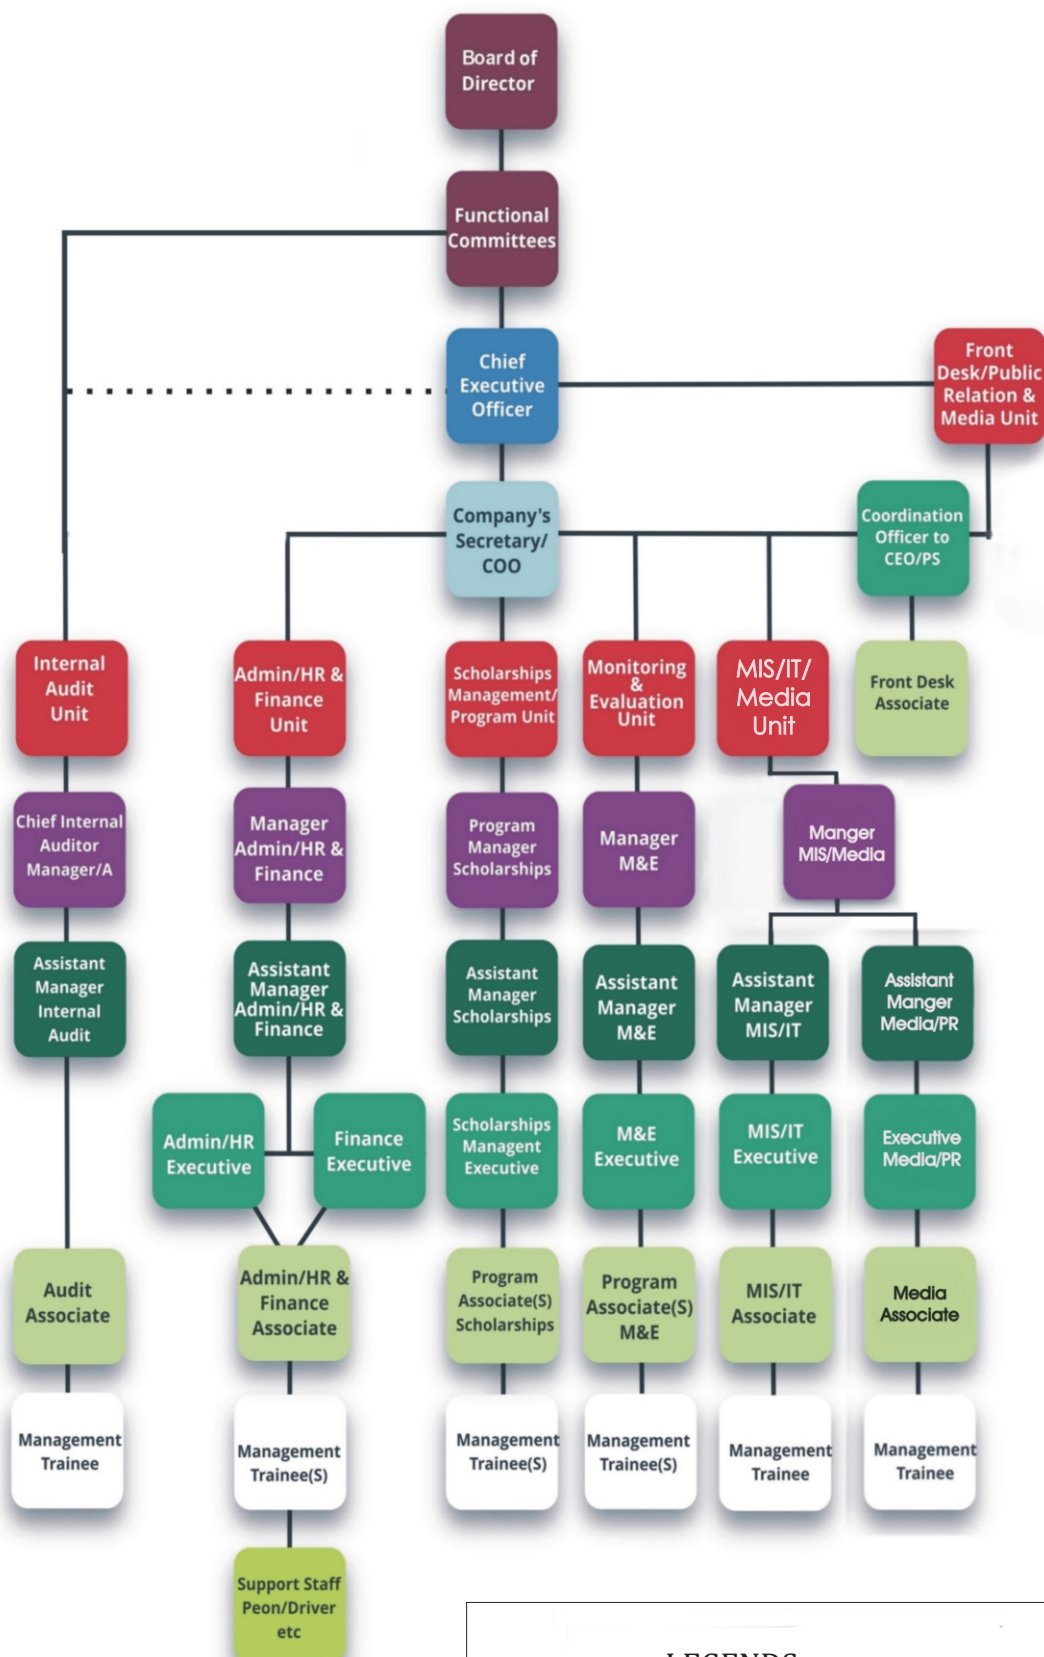 Board of
Director
Functional
Committees
Chief
Executive
Officer
Front
Desk/Public
Relation &
Media Unit
Company's
Secretary/
COO
Coordination
Officer to
CEO/PS
Internal
Audit
Unit
Admin/HR &
Finance
Unit
Scholarships
Management/
Program Unit
Monitoring
&
Evaluation
Unit
MIS/IT/
Media
Unit
Front Desk
Associate
Chief Internal
Auditor
Manager/A
Manager
Admin/HR &
Finance
Program
Manager
Scholarships
Manager
M&E
Manger
MIS/Media
Assistant
Manager
Internal
Audit
Assistant
Manager
Admin/HR &
Finance
Assistant
Manager
Scholarships
Assistant
Manager
M&E
Assistant
Manager
MIS/IT
Assistant
Manger
Media/PR
Admin/HR
Executive
Finance
Executive
Scholarships
Managent
Executive
M&E
Executive
MIS/IT
Executive
Executive
Media/PR
Audit
Associate
Admin/HR &
Finance
Associate
Program
Associate(S)
Scholarships
Program
Associate(S)
M&E
MIS/IT
Associate
Media
Associate
Management
Trainee
Management
Trainee(S)
Management
Trainee(S)
Management
Trainee(S)
Management
Trainee
Management
Trainee
Support Staff
Peon/Driver
etc
LEGENDS